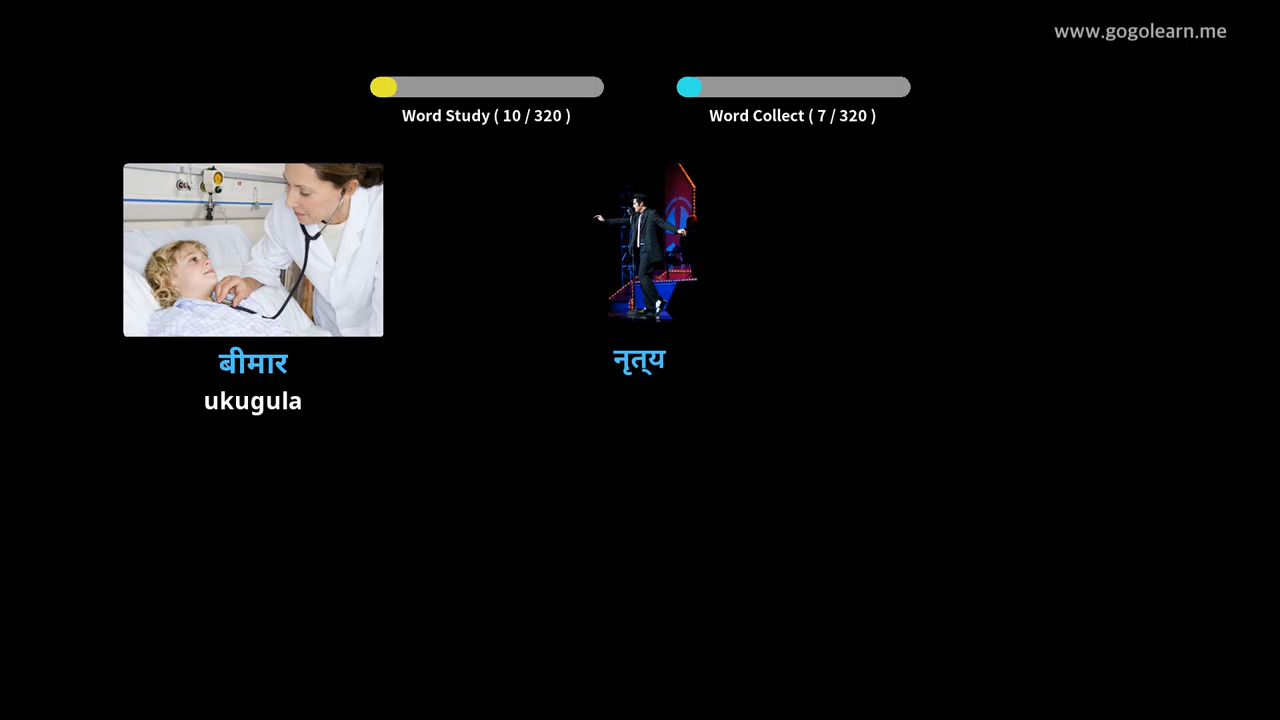 www.gogolearn.me
Word Study ( 10 / 320 )
Word Collect ( 7 / 320 )
बीमार
ukugula
नृत्य